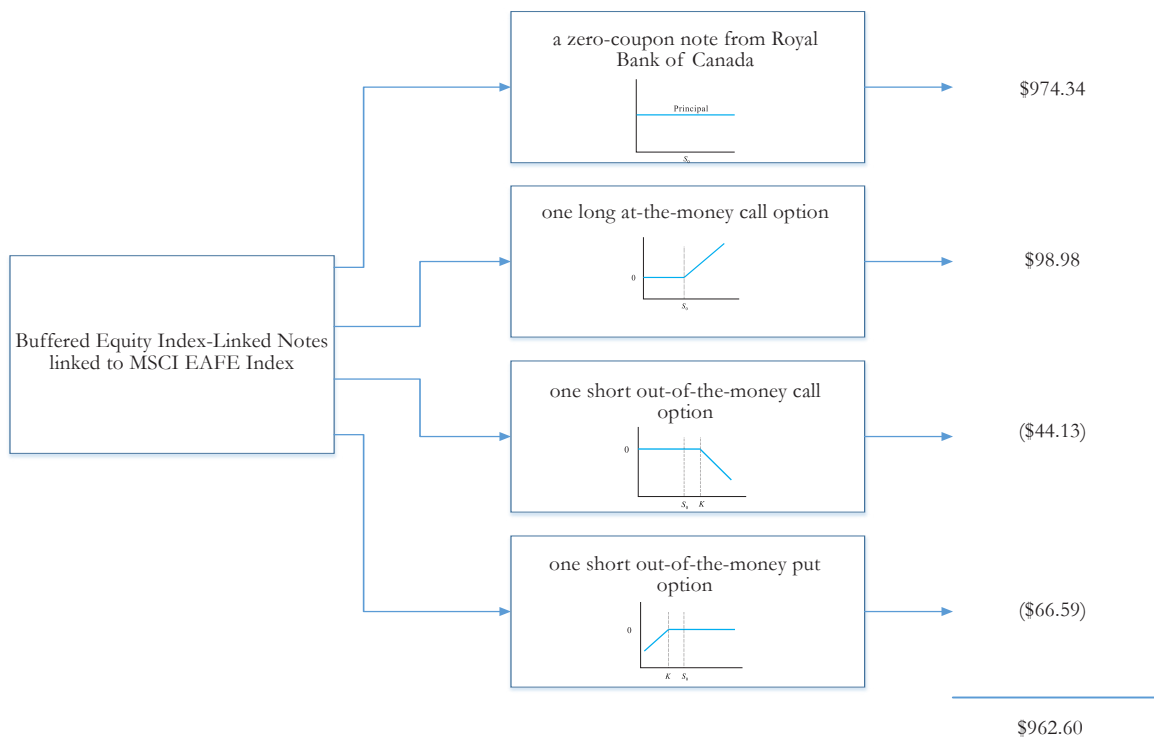 a zero-coupon note from Royal
Bank of Canada
Principal
S₀
$974.34
one long at-the-money call option
0
S₀
$98.98
Buffered Equity Index-Linked Notes
linked to MSCI EAFE Index
one short out-of-the-money call
option
0
S₀ K
($44.13)
one short out-of-the-money put
option
0
K S₀
($66.59)
$962.60